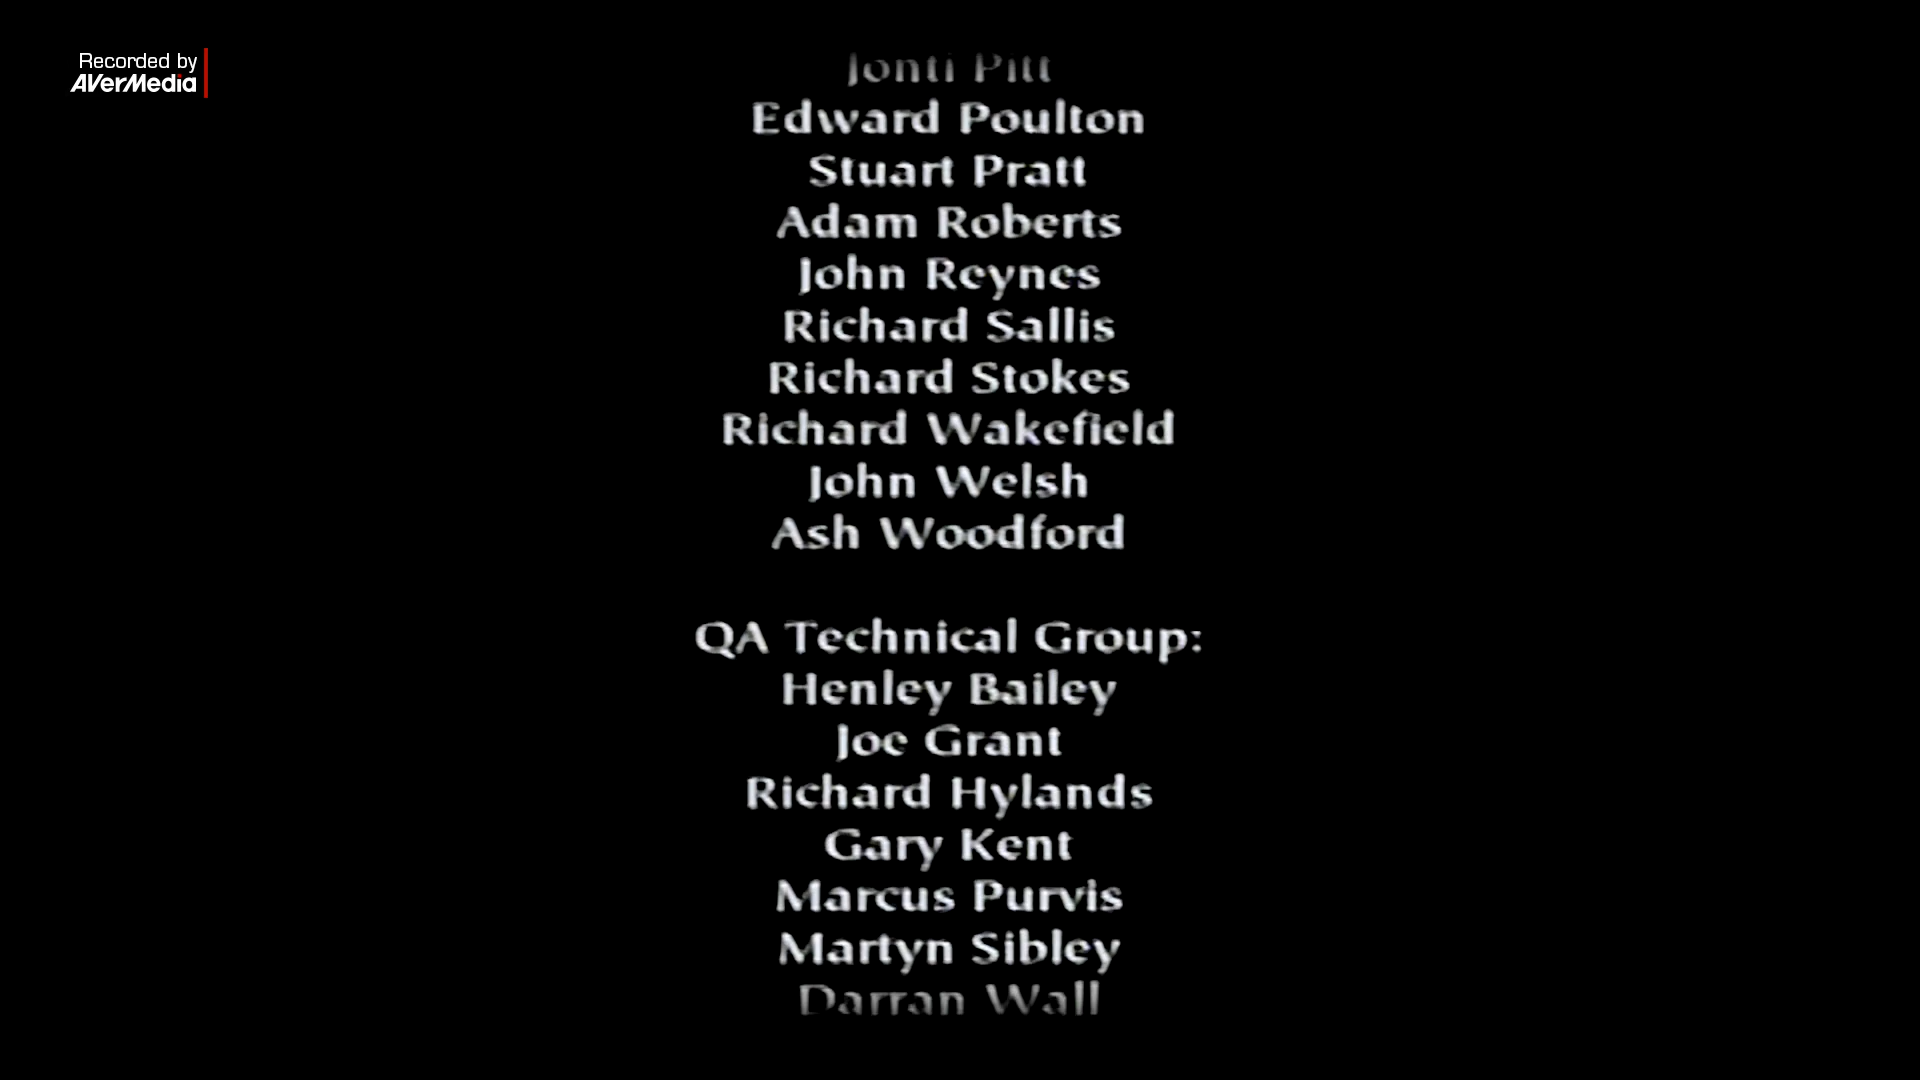 Recorded by
AVerMedia
Jonti Pitt
Edward Poulton
Stuart Pratt
Adam Roberts
John Reynes
Richard Sallis
Richard Stokes
Richard Wakefield
John Welsh
Ash Woodford
QA Technical Group:
Henley Bailey
Joe Grant
Richard Hylands
Gary Kent
Marcus Purvis
Martyn Sibley
Darran Wall